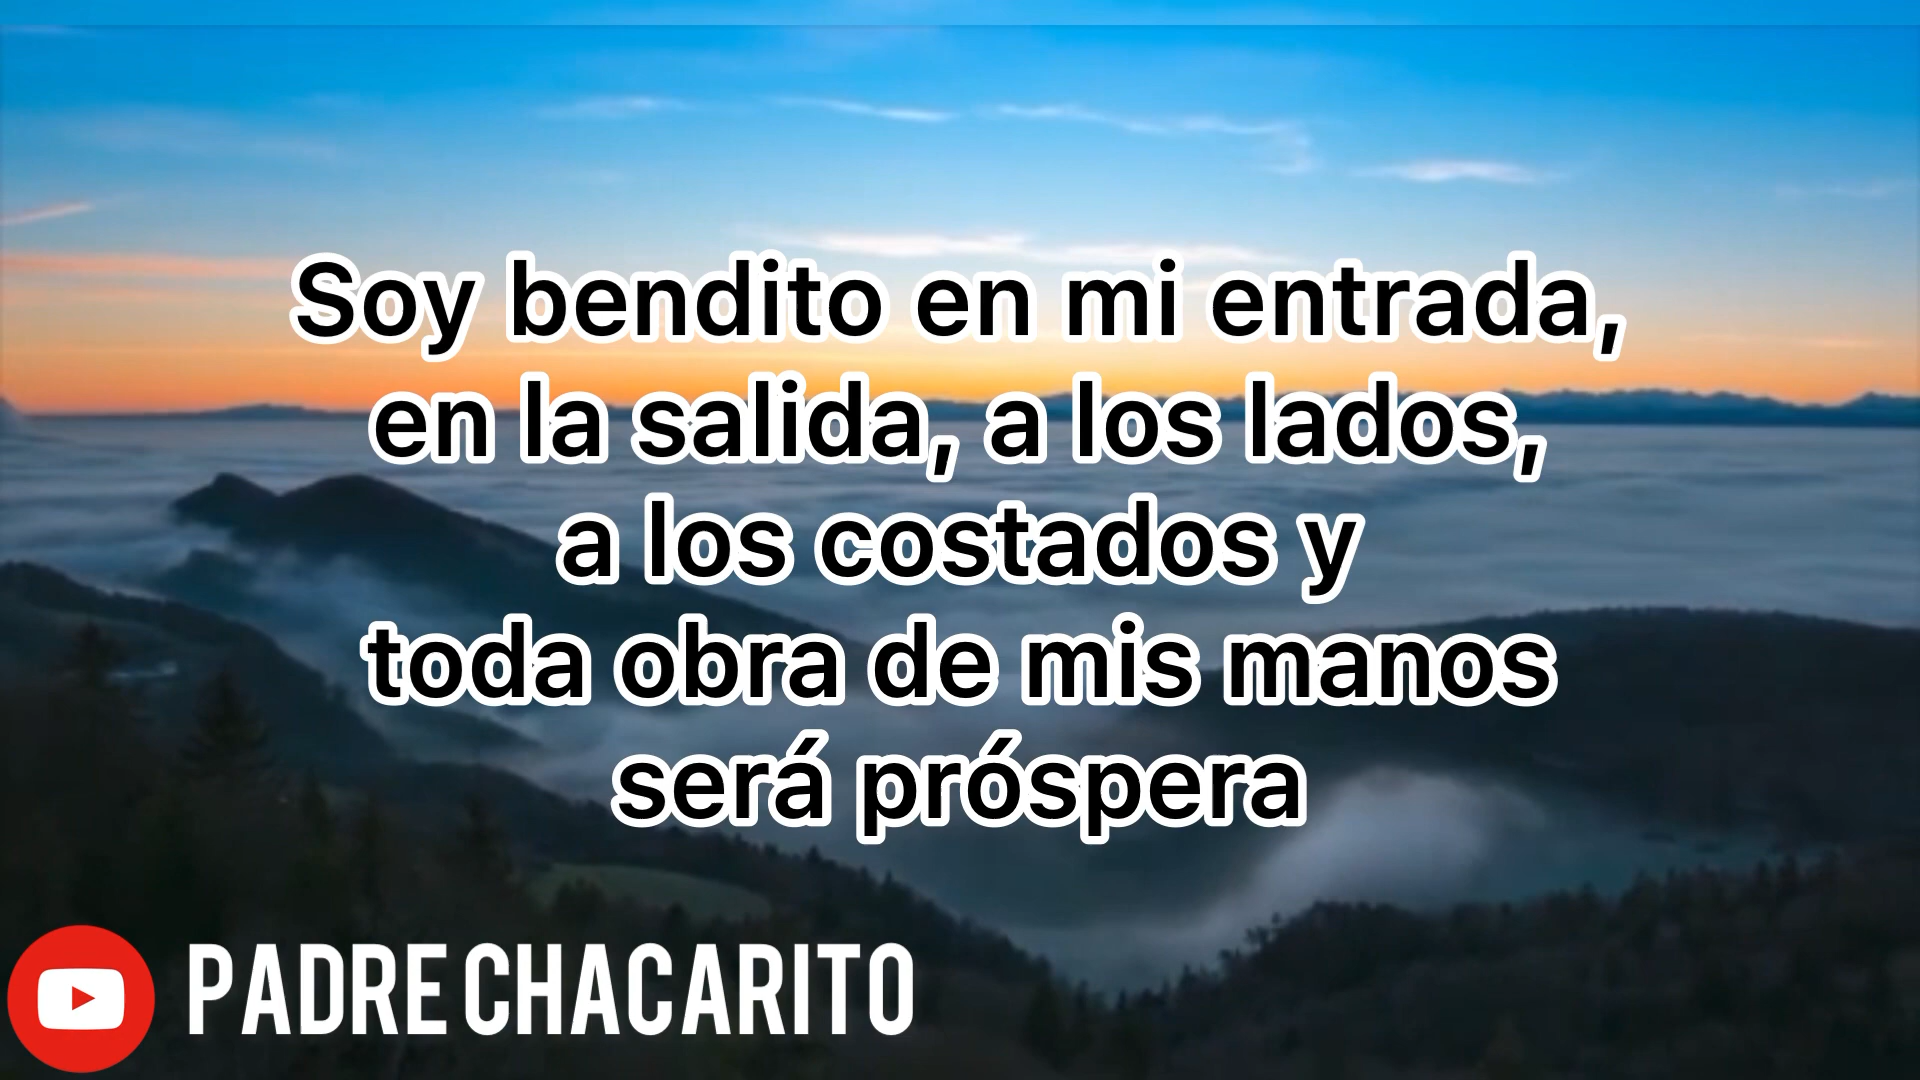 Soy bendito en mi entrada,
en la salida, a los lados,
a los costados y
toda obra de mis manos
será próspera
PADRE CHACARITO